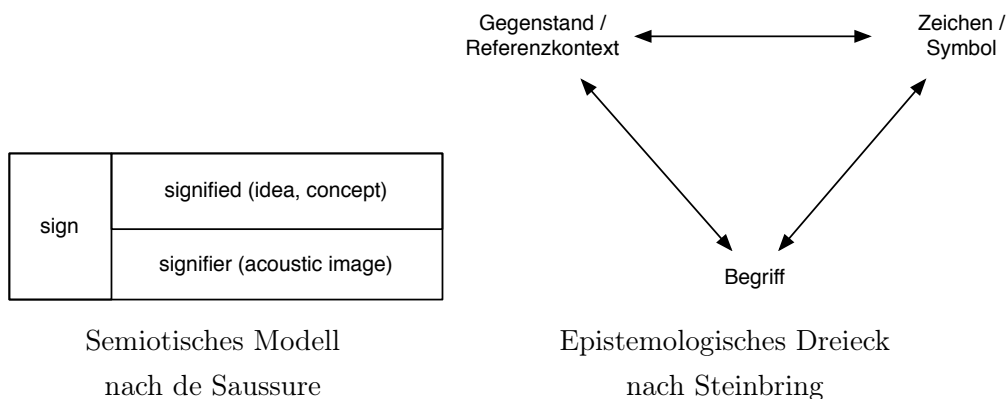 sign
signified (idea, concept)
signifier (acoustic image)
Semiotisches Modell
nach de Saussure
Gegenstand /
Referenzkontext
Zeichen /
Symbol
Begriff
Epistemologisches Dreieck
nach Steinbring